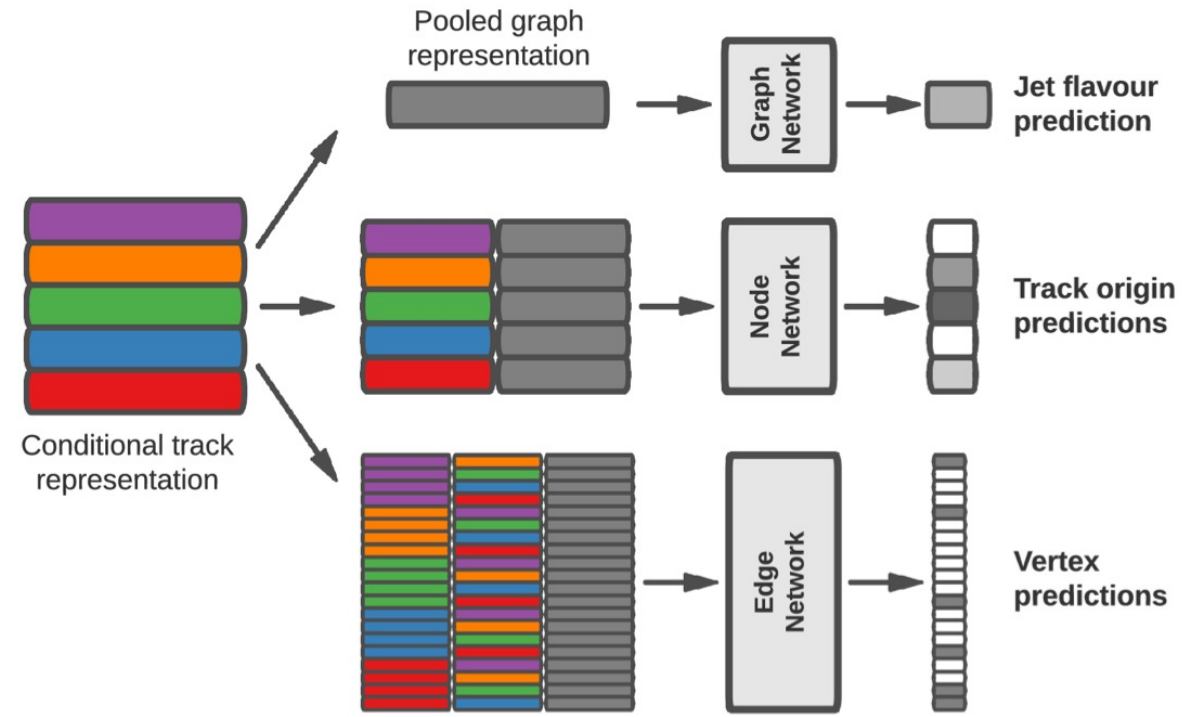 Pooled graph
representation
Graph
Network
Jet flavour
prediction
Conditional track
representation
Node
Network
Track origin
predictions
Edge
Network
Vertex
predictions